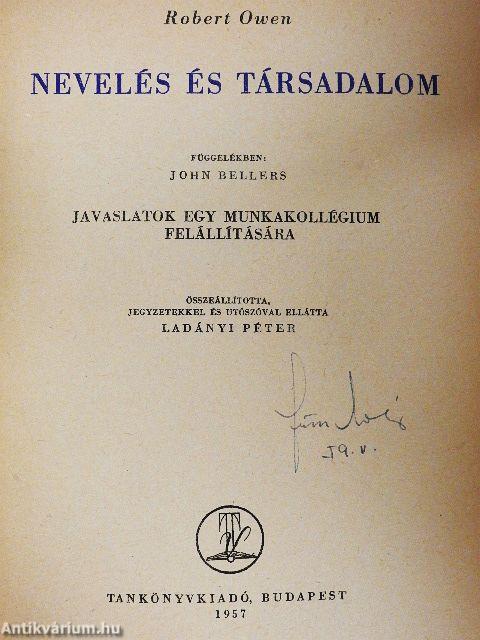 Robert Owen
NEVELÉS ÉS TÁRSADALOM
FÜGGELÉKBEN:
JOHN BELLERS
JAVASLATOK EGY MUNKAKOLLÉGIUM
FELÁLLÍTÁSÁRA
ÖSSZEÁLLÍTOTTA,
JEGYZETEKKEL ÉS UTÓSZÓVAL ELLÁTTA
LADÁNYI PÉTER
TANKÖNYVKIADÓ, BUDAPEST
1957
Antikvárium.hu